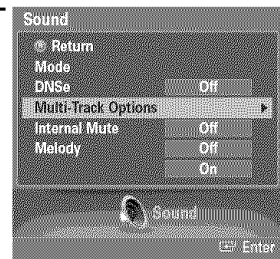 Sound
Return
Mode
DNSe Off
Multi-Track Options
Internal Mute Off
Melody Off
On
Sound
Enter